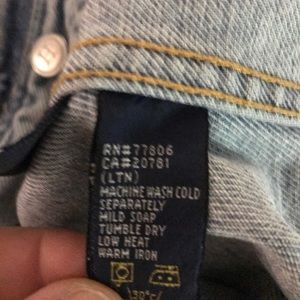 RN#77806
CA#20781
(LTN)
MACHINE WASH COLD
SEPARATELY
MILD SOAP
TUMBLE DRY
LOW HEAT
WARM IRON